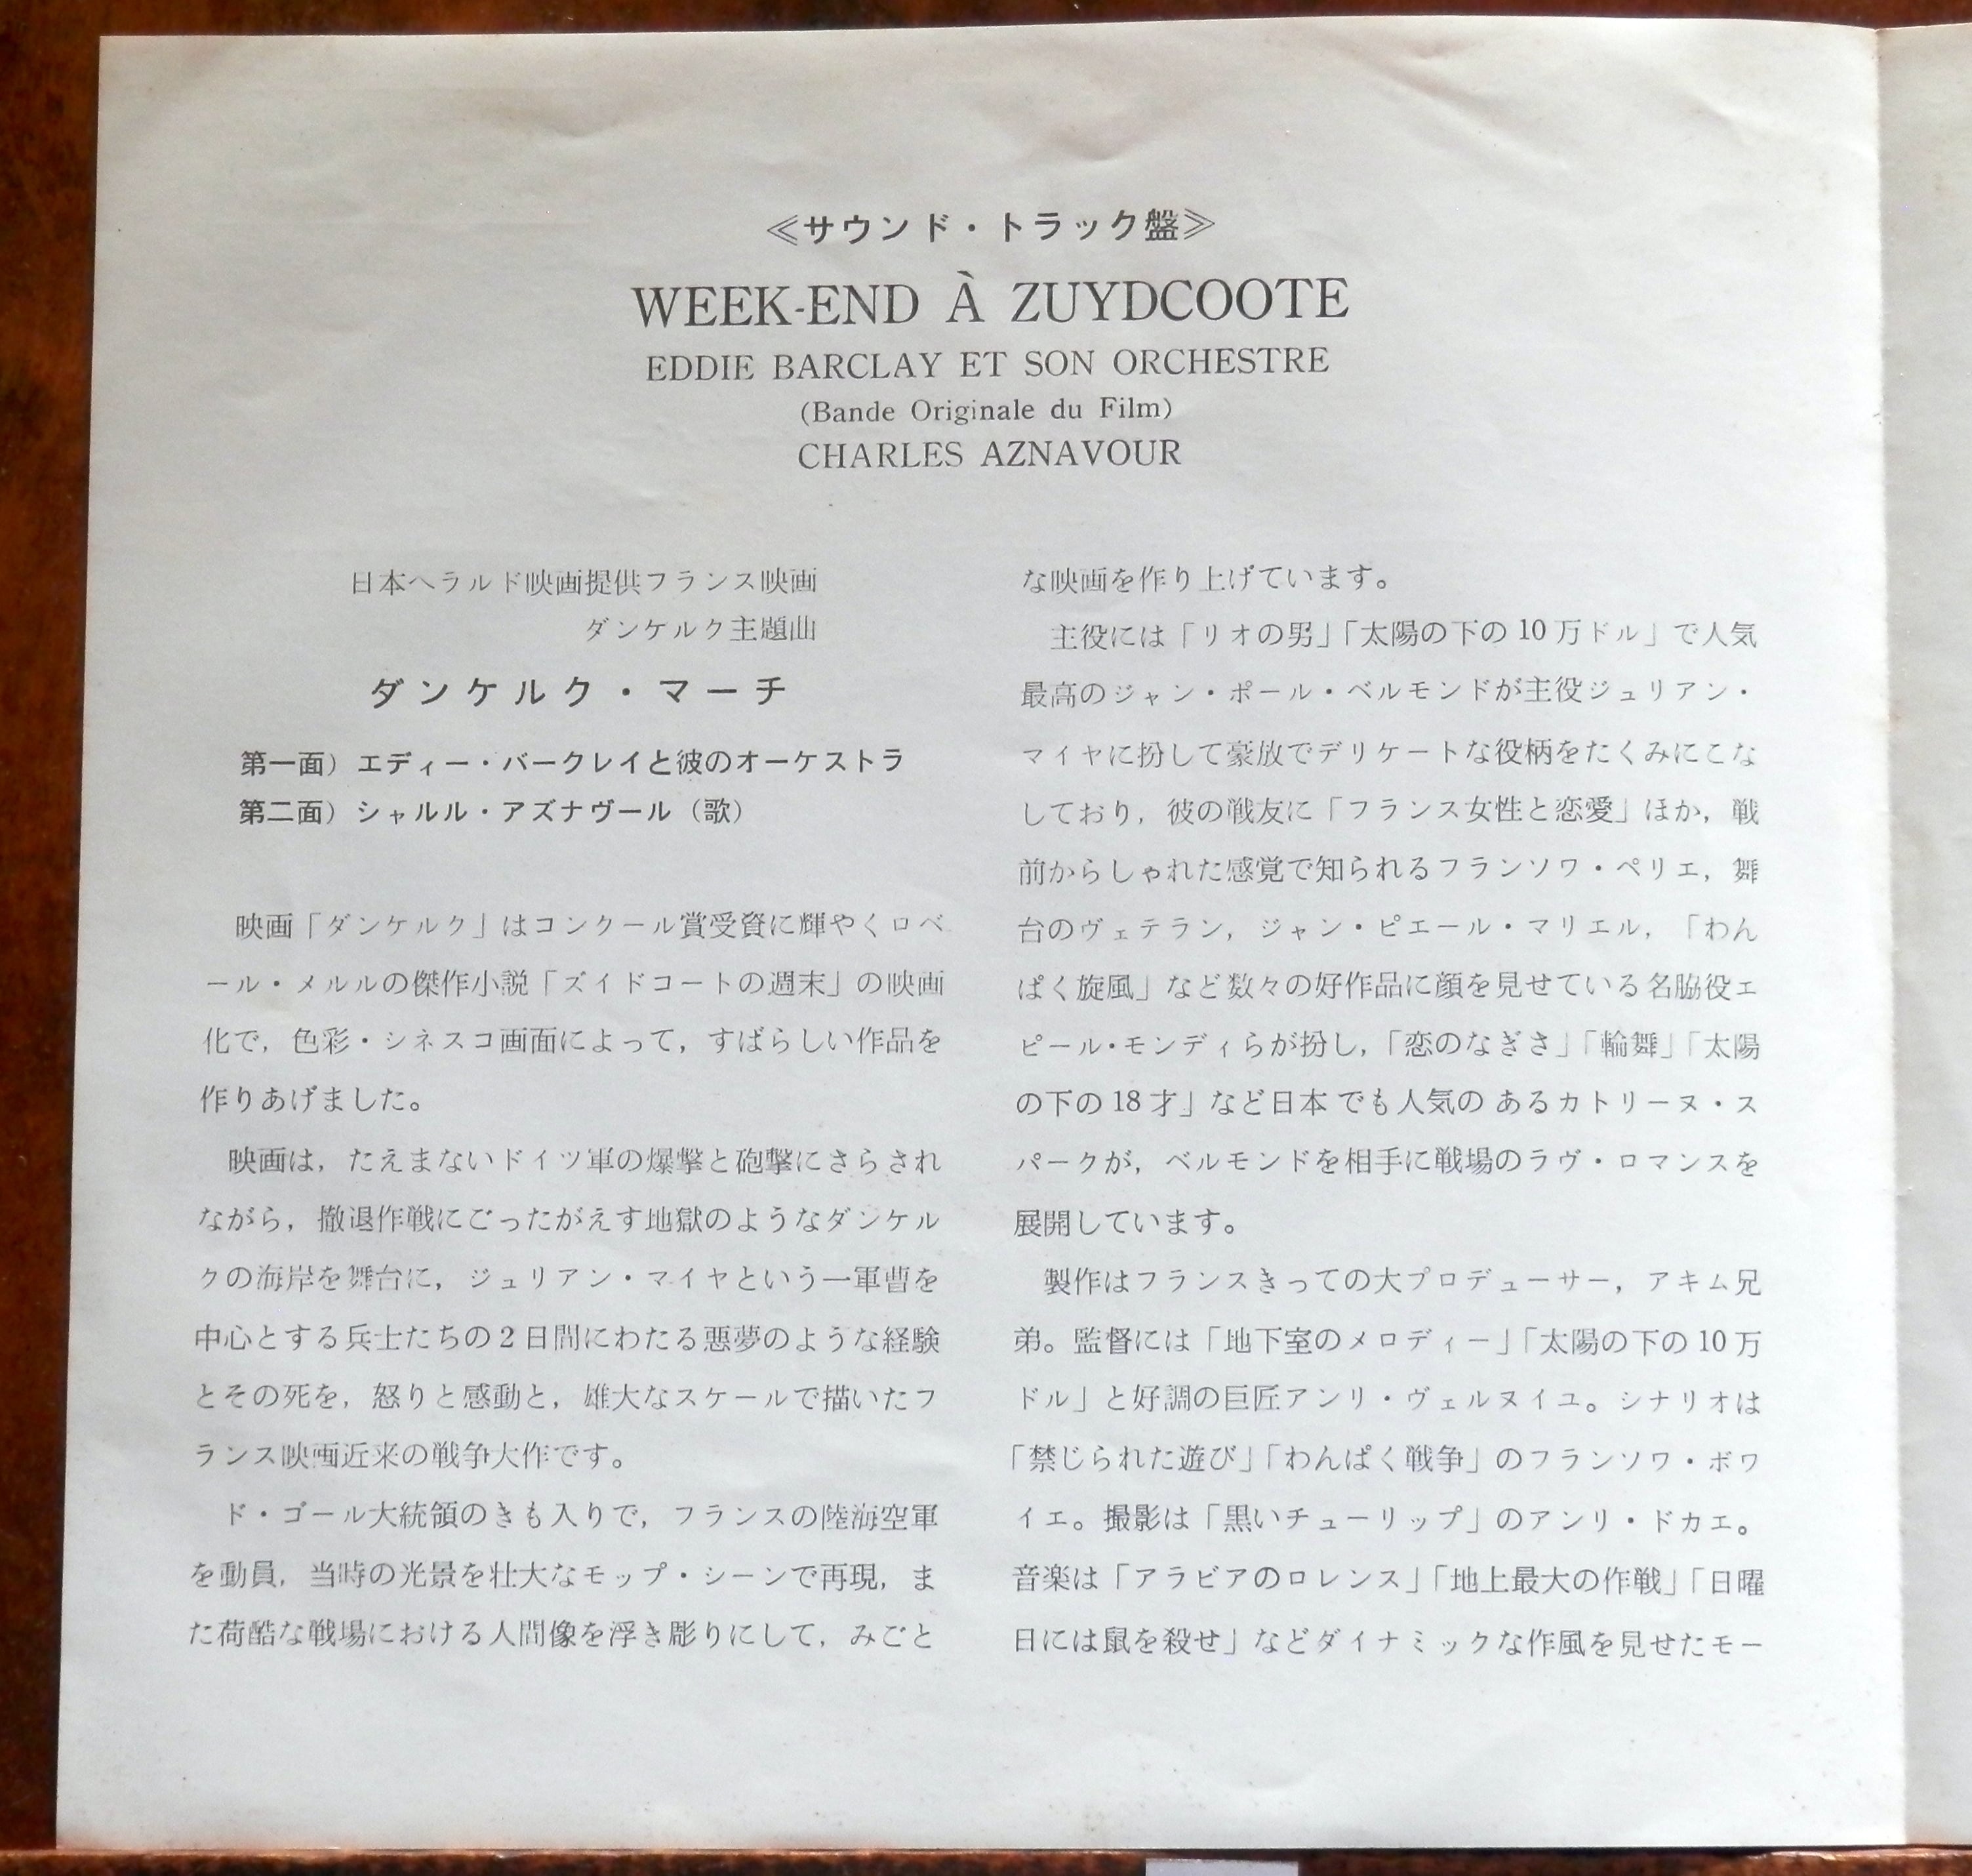 ≪サウンド・トラック盤≫
WEEK-END À ZUYDCOOTE
EDDIE BARCLAY ET SON ORCHESTRE
(Bande Originale du Film)
CHARLES AZNAVOUR
日本ヘラルド映画提供フランス映画
ダンケルク主題曲
ダンケルク・マーチ
第一面）エディー・バークレイと彼のオーケストラ
第二面）シャルル・アズナヴール（歌）
映画「ダンケルク」はコンクール賞受資に輝やくロベ
ール・メルルの傑作小説「ズイドコートの週末」の映画
化で，色彩・シネスコ画面によって，すばらしい作品を
作りあげました。
映画は，たえまないドイツ軍の爆撃と砲撃にさらされ
ながら，撤退作戦にごったがえす地獄のようなダンケル
クの海岸を舞台に，ジュリアン・マイヤという一軍曹を
中心とする兵士たちの2日間にわたる悪夢のような経験
とその死を，怒りと感動と，雄大なスケールで描いたフ
ランス映画近来の戦争大作です。
ド・ゴール大統領のきも入りで，フランスの陸海空軍
を動員，当時の光景を壮大なモップ・シーンで再現，ま
た荷酷な戦場における人間像を浮き彫りにして，みごと
な映画を作り上げています。
主役には「リオの男」「太陽の下の10万ドル」で人気
最高のジャン・ポール・ベルモンドが主役ジュリアン・
マイヤに扮して豪放でデリケートな役柄をたくみにこな
しており，彼の戦友に「フランス女性と恋愛」ほか，戦
前からしゃれた感覚で知られるフランソワ・ペリエ，舞
台のヴェテラン，ジャン・ピエール・マリエル，「わん
ぱく旋風」など数々の好作品に顔を見せている名脇役エ
ピール・モンディらが扮し，「恋のなぎさ」「輪舞」「太陽
の下の18才」など日本でも人気のあるカトリーヌ・ス
パークが，ベルモンドを相手に戦場のラヴ・ロマンスを
展開しています。
製作はフランスきっての大プロデューサー，アキム兄
弟。監督には「地下室のメロディー」「太陽の下の10万
ドル」と好調の巨匠アンリ・ヴェルヌイユ。シナリオは
「禁じられた遊び」「わんぱく戦争」のフランソワ・ボワ
イエ。撮影は「黒いチューリップ」のアンリ・ドカエ。
音楽は「アラビアのロレンス」「地上最大の作戦」「日曜
日には鼠を殺せ」などダイナミックな作風を見せたモー